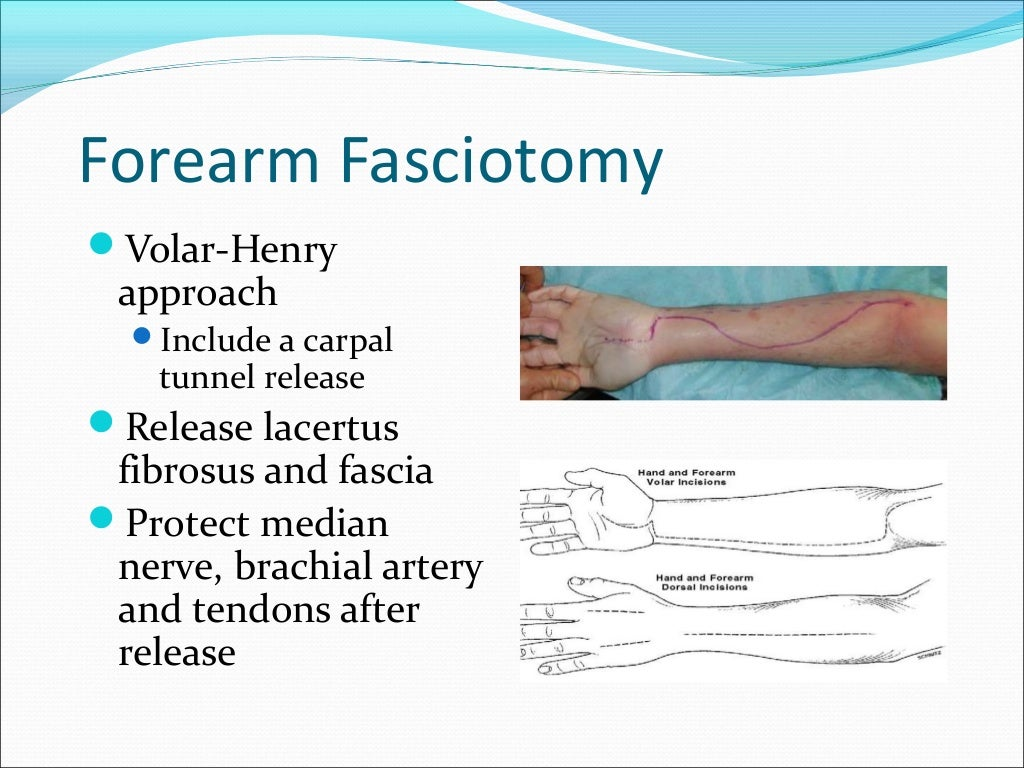 Forearm Fasciotomy
Volar-Henry
approach
Include a carpal
tunnel release
Release lacertus
fibrosus and fascia
Protect median
nerve, brachial artery
and tendons after
release
Hand and Forearm
Volar Incisions
Hand and Forearm
Dorsal Incisions